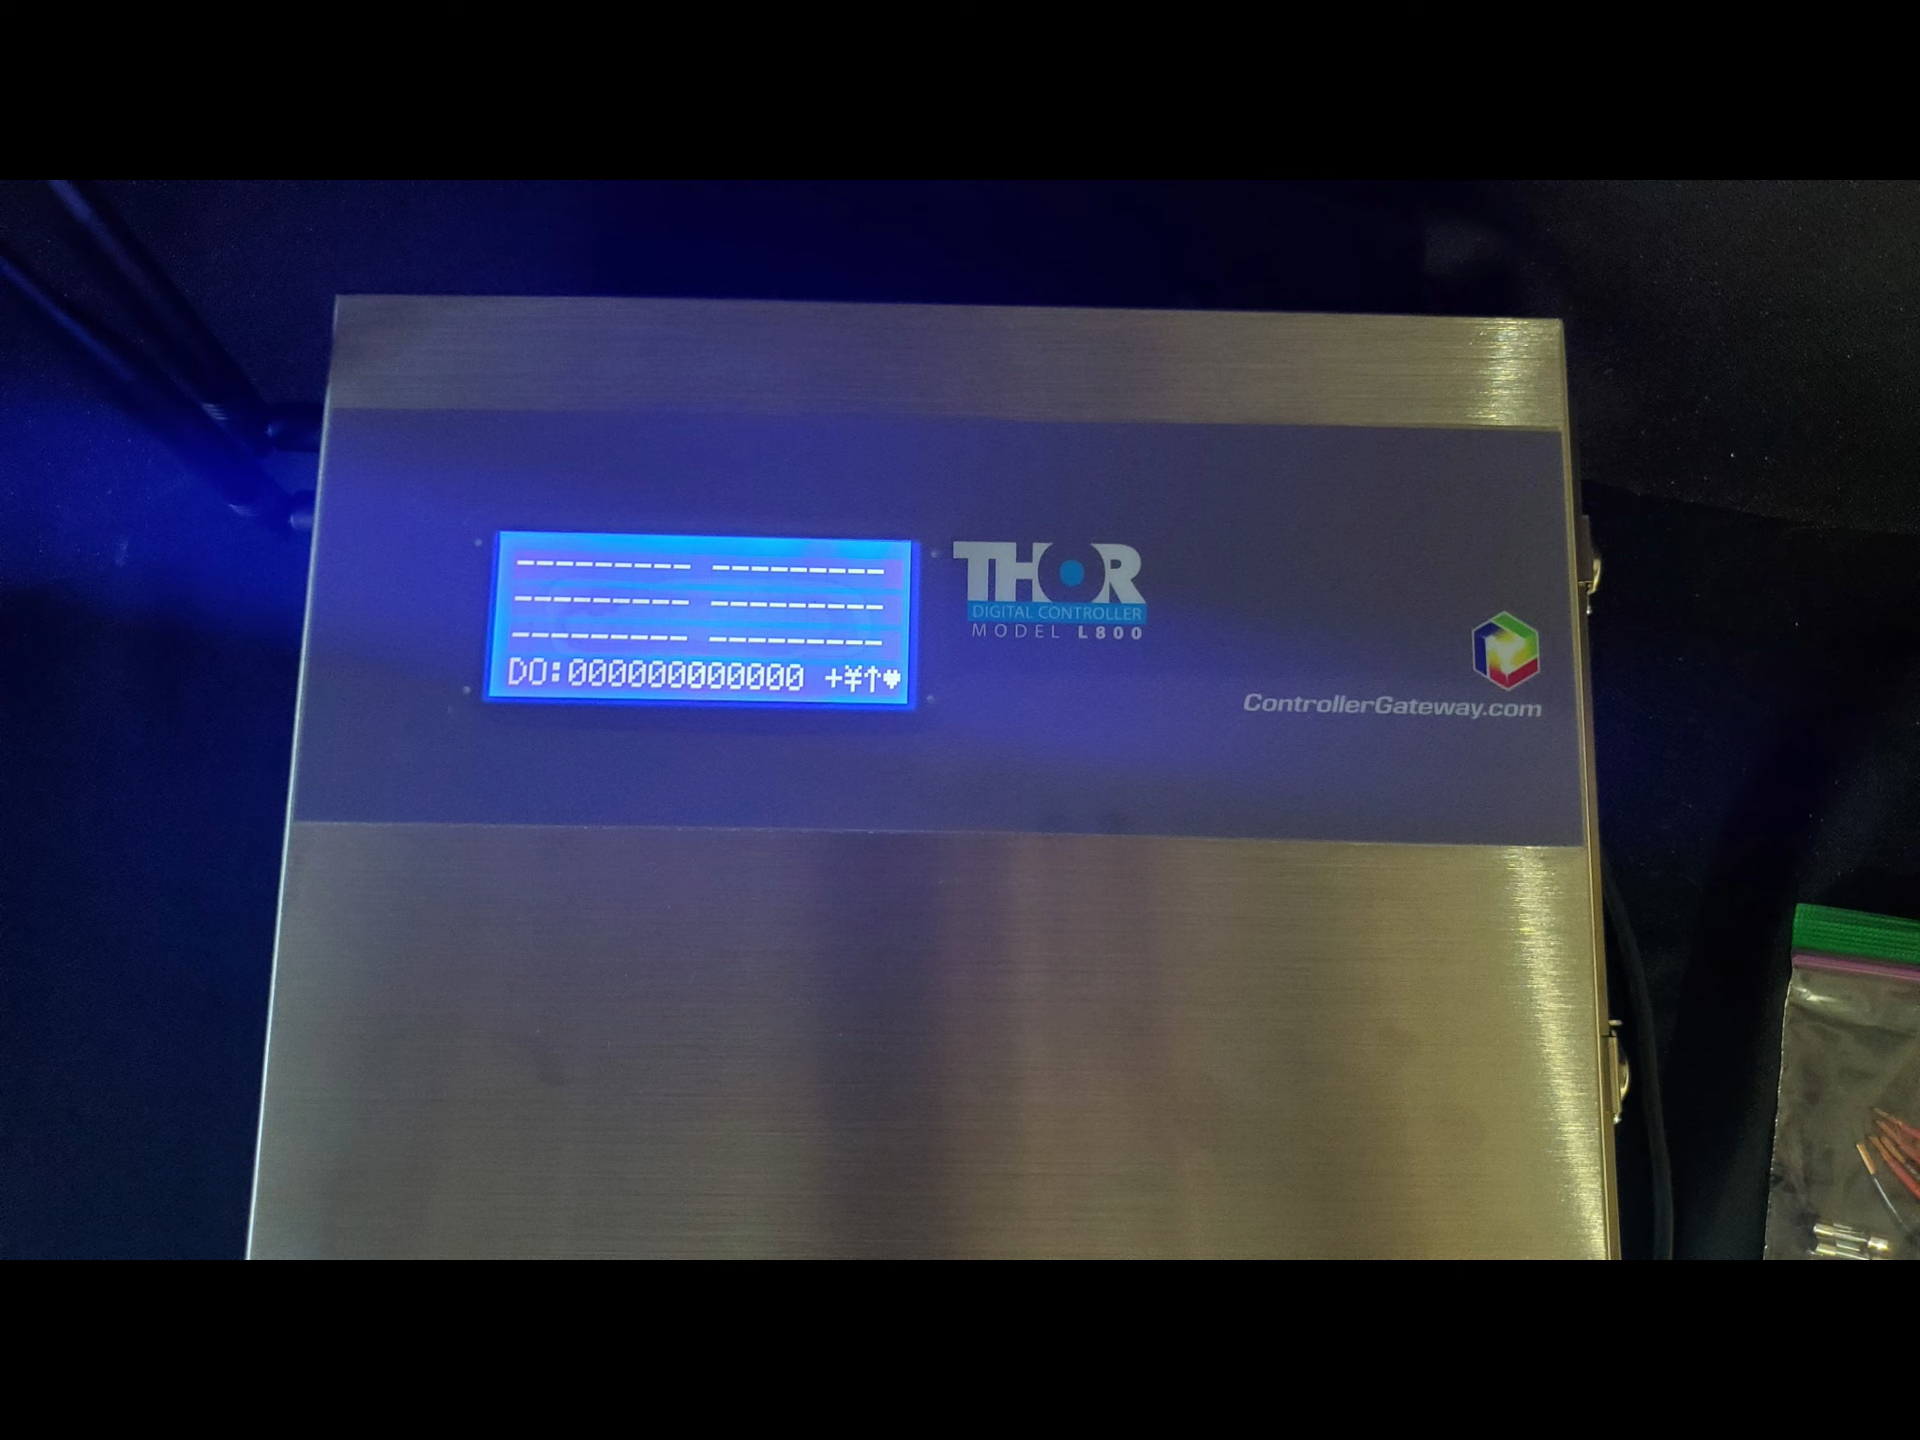 --------- ---------
--------- ---------
--------- ---------
DO:000000000000 +¥↑♥
THOR
DIGITAL CONTROLLER
MODEL L800
ControllerGateway.com